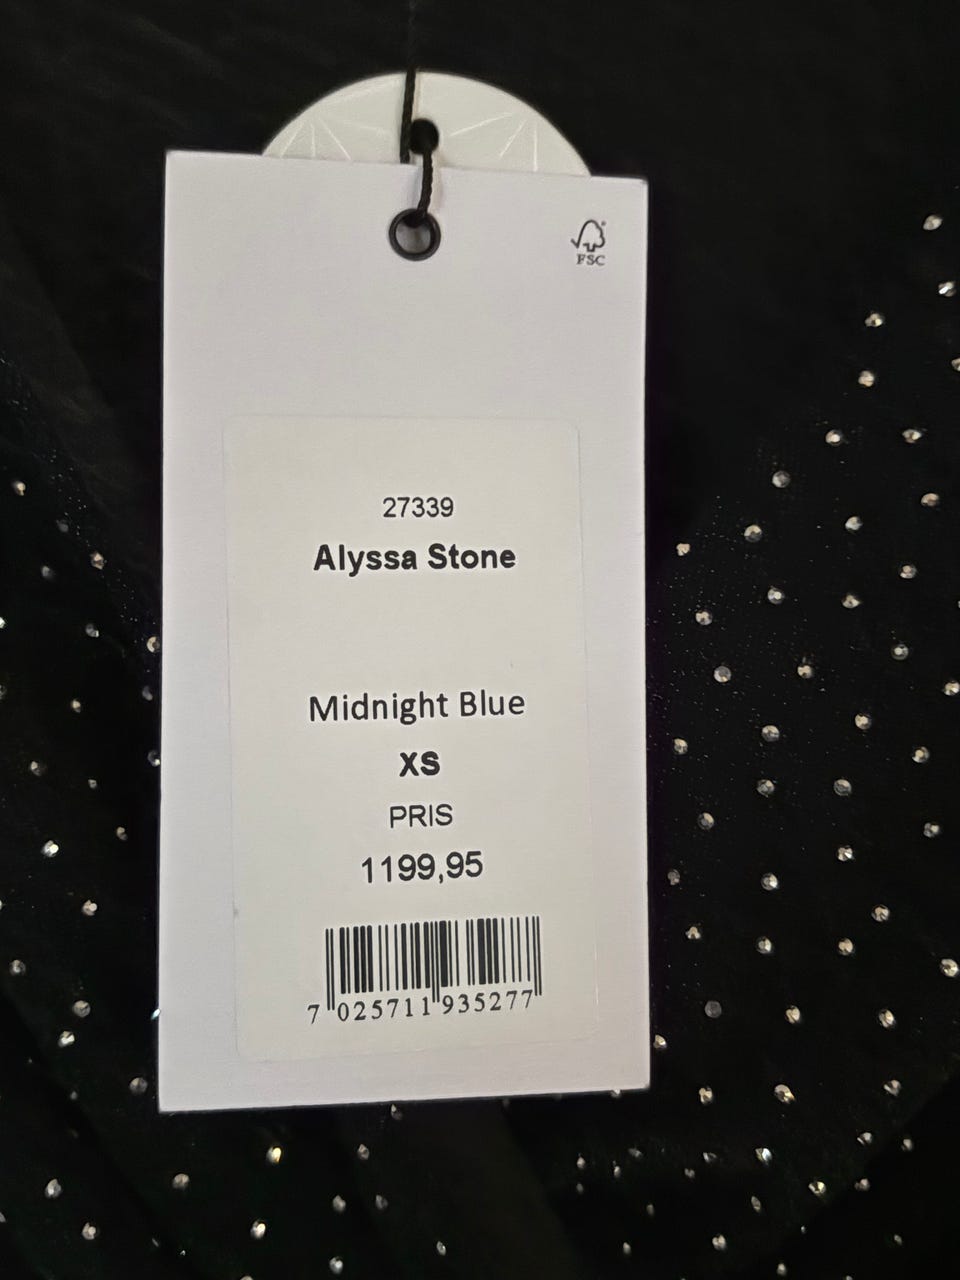 FSC
27339
Alyssa Stone
Midnight Blue
XS
PRIS
1199,95
7 025711 935277